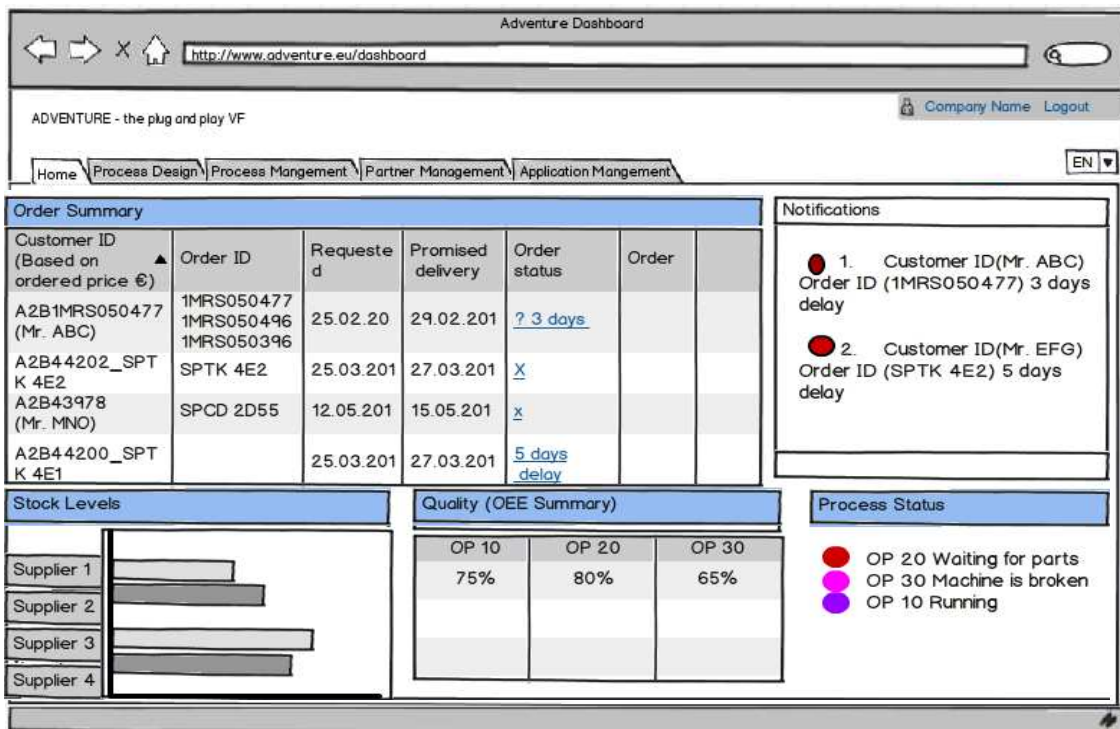 Adventure Dashboard
http://www.adventure.eu/dashboard
Company Name Logout
ADVENTURE - the plug and play VF
EN
Home Process Design Process Mangement Partner Management Application Mangement
Order Summary
Customer ID
(Based on
ordered price €)
Order ID
Requeste
d
Promised
delivery
Order
status
Order
A2B1MRS050477
(Mr. ABC)
1MRS050477
1MRS050496
1MRS050396
25.02.20
29.02.201
? 3 days
A2B44202_SPT
K 4E2
SPTK 4E2
25.03.201
27.03.201
X
A2B43978
(Mr. MNO)
SPCD 2D55
12.05.201
15.05.201
x
A2B44200_SPT
K 4E1
25.03.201
27.03.201
5 days
delay
Notifications
1. Customer ID(Mr. ABC)
Order ID (1MRS050477) 3 days
delay
2. Customer ID(Mr. EFG)
Order ID (SPTK 4E2) 5 days
delay
Stock Levels
Supplier 1
Supplier 2
Supplier 3
Supplier 4
Quality (OEE Summary)
OP 10 OP 20 OP 30
75% 80% 65%
Process Status
OP 20 Waiting for parts
OP 30 Machine is broken
OP 10 Running